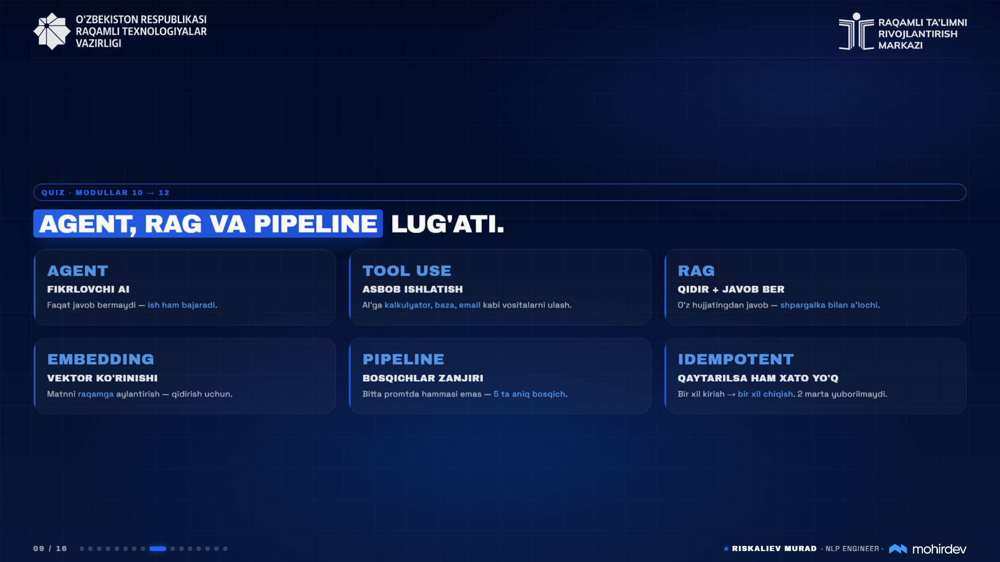 O'ZBEKISTON RESPUBLIKASI
RAQAMLI TEXNOLOGIYALAR
VAZIRLIGI
RAQAMLI TA'LIMNI
RIVOJLANTIRISH
MARKAZI
QUIZ · MODULLAR 10 → 12
AGENT, RAG VA PIPELINE LUG'ATI.
AGENT
FIKRLOVCHI AI
Faqat javob bermaydi — ish ham bajaradi.
TOOL USE
ASBOB ISHLATISH
AI'ga kalkulyator, baza, email kabi vositalarni ulash.
RAG
QIDIR + JAVOB BER
O'z hujjatingdan javob — shpargalka bilan a'lochi.
EMBEDDING
VEKTOR KO'RINISHI
Matnni raqamga aylantirish — qidirish uchun.
PIPELINE
BOSQICHLAR ZANJIRI
Bitta promtda hammasi emas — 5 ta aniq bosqich.
IDEMPOTENT
QAYTARILSA HAM XATO YO'Q
Bir xil kirish → bir xil chiqish. 2 marta yuborilmaydi.
09 / 16
RISKALIEV MURAD · NLP ENGINEER · mohirdev